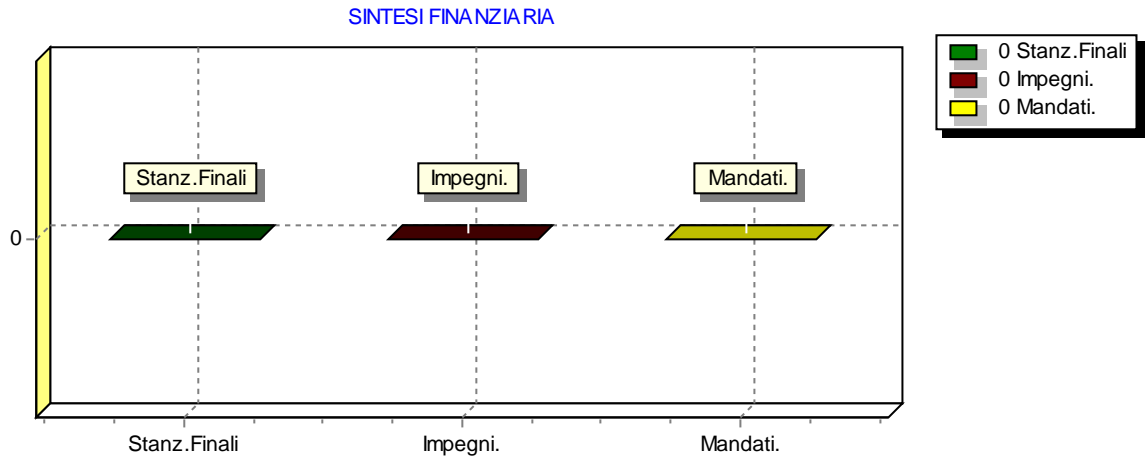 SINTESI FINANZIARIA
0 Stanz.Finali
0 Impegni.
0 Mandati.
Stanz.Finali
Impegni.
Mandati.
0
Stanz.Finali
Impegni.
Mandati.